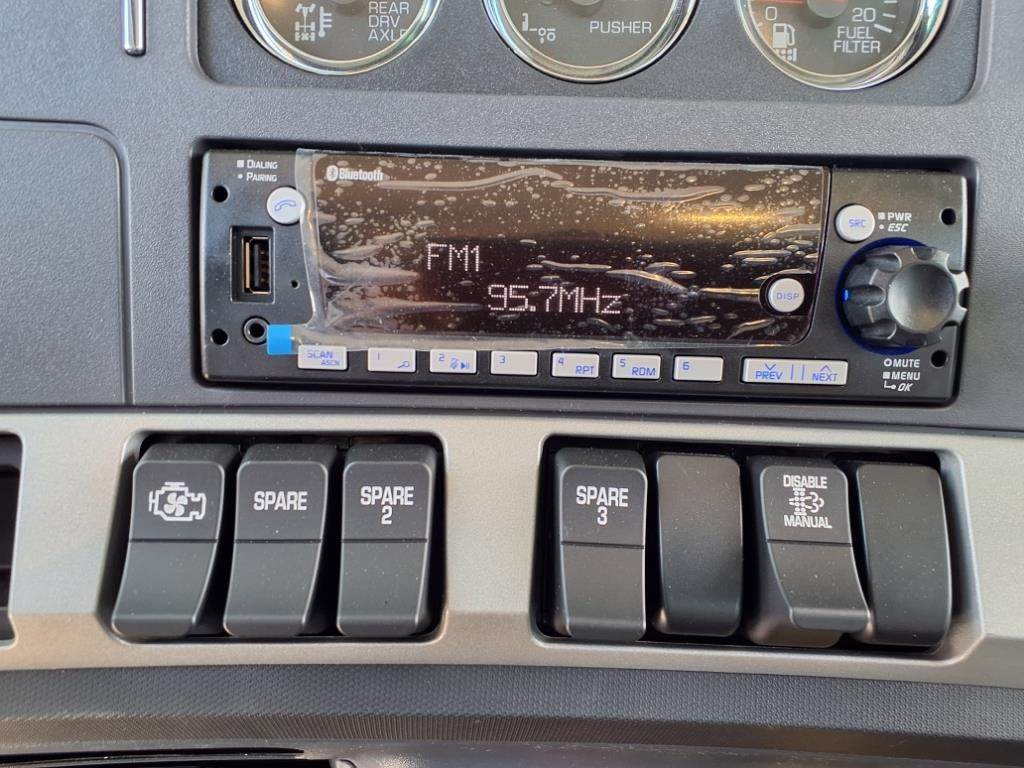 REAR
DRV
AXLE
PUSHER
0
20
FUEL
FILTER
DIALING
PAIRING
Bluetooth
SRC
PWR
ESC
FM1
95.7MHz
DISP
SCAN
ASCN
1
2
3
4
RPT
5
RDM
6
PREV
NEXT
MUTE
MENU
OK
SPARE
SPARE
2
SPARE
3
DISABLE
MANUAL